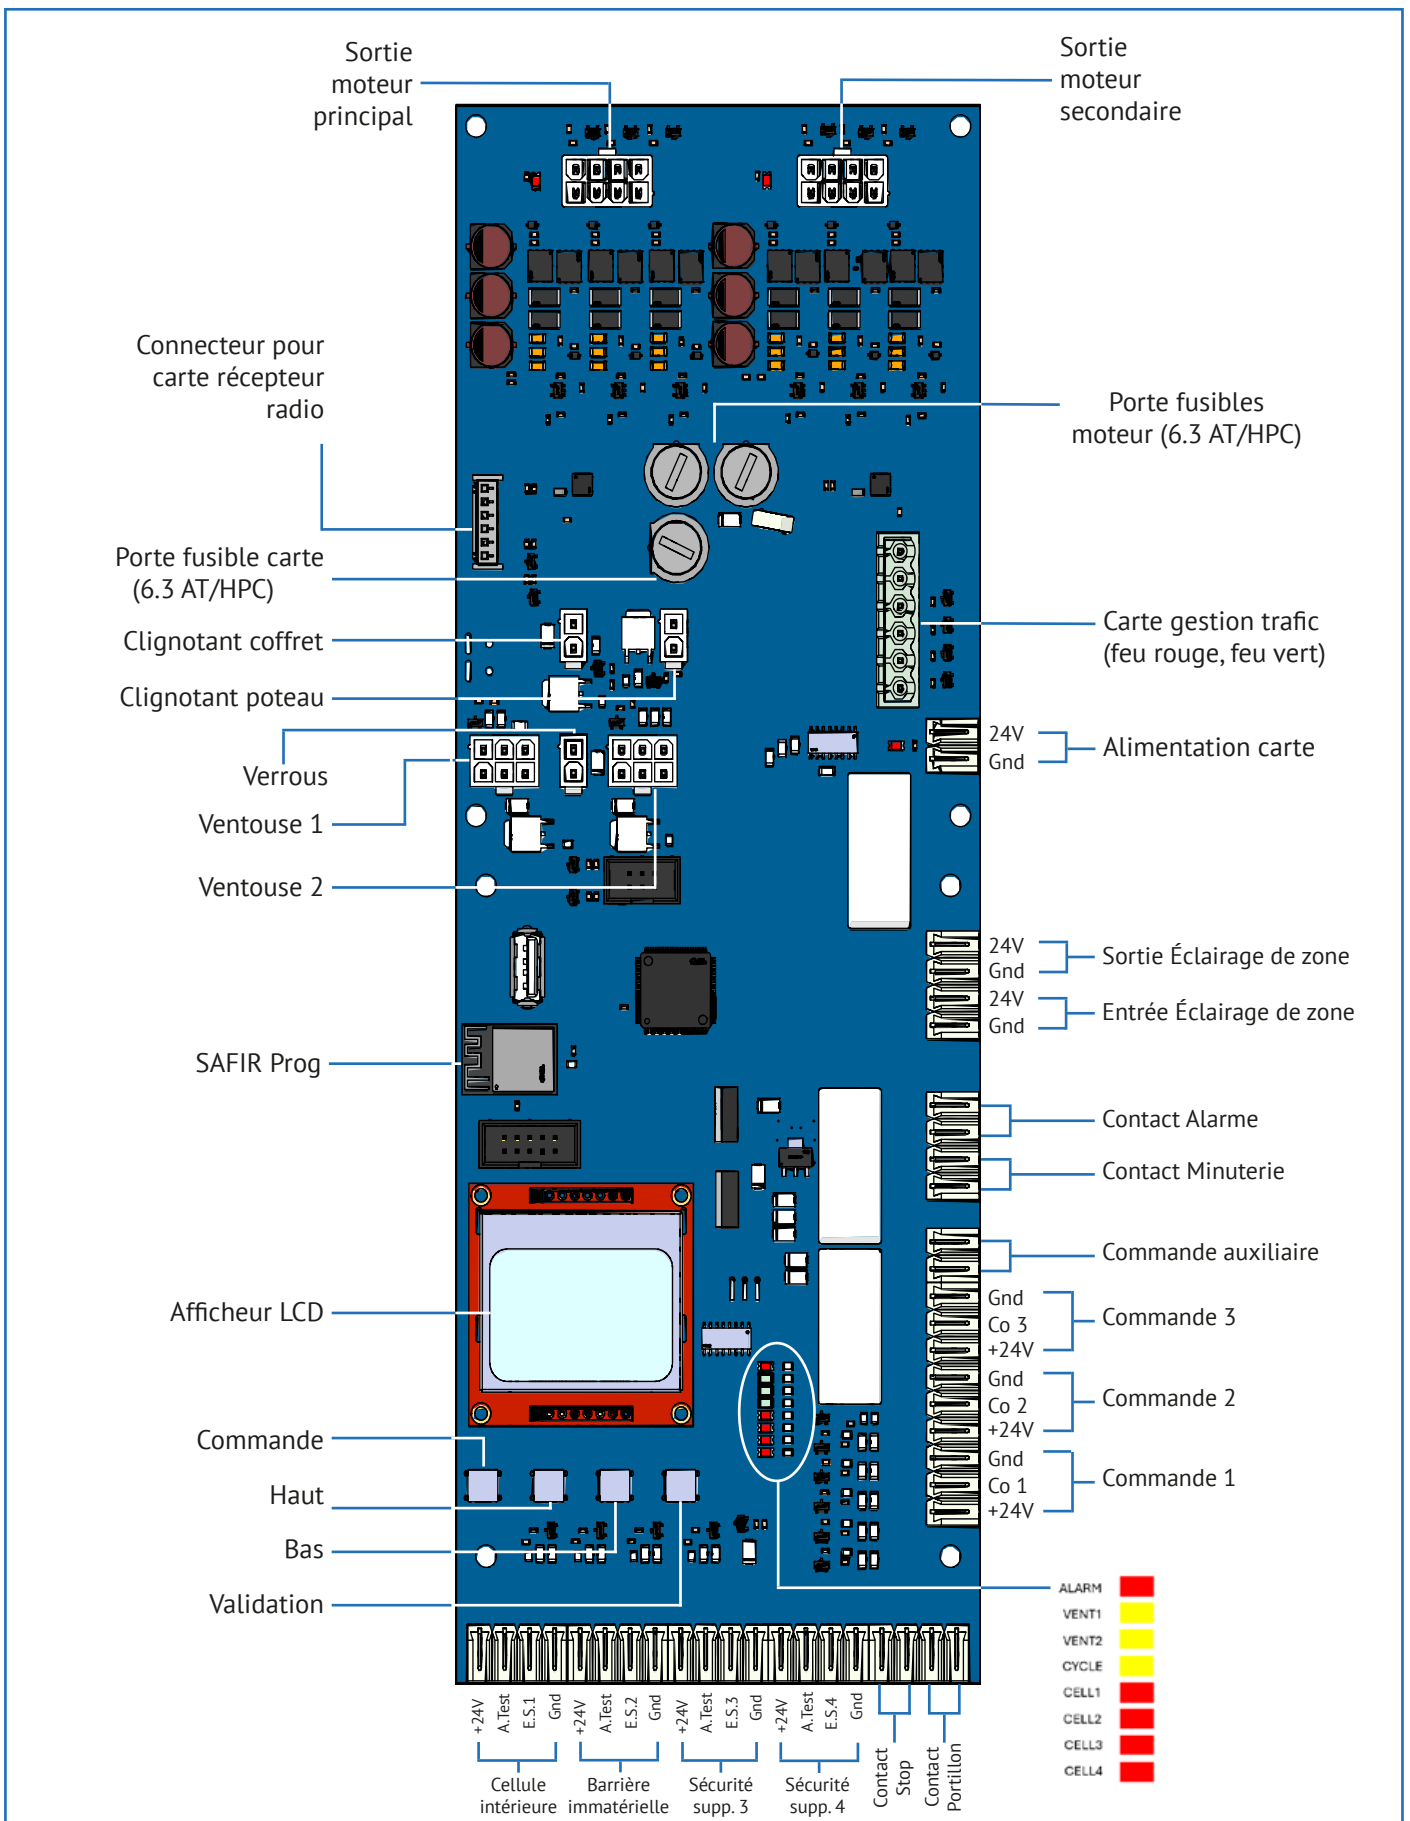 Sortie
moteur
principal
Sortie
moteur
secondaire
Connecteur pour
carte récepteur
radio
Porte fusibles
moteur (6.3 AT/HPC)
Porte fusible carte
(6.3 AT/HPC)
Clignotant coffret
Clignotant poteau
Carte gestion trafic
(feu rouge, feu vert)
24V
Gnd
Alimentation carte
Verrous
Ventouse 1
Ventouse 2
24V
Gnd
24V
Gnd
Sortie Éclairage de zone
Entrée Éclairage de zone
SAFIR Prog
Contact Alarme
Contact Minuterie
Commande auxiliaire
Afficheur LCD
Gnd
Co 3
+24V
Commande 3
Gnd
Co 2
+24V
Commande 2
Gnd
Co 1
+24V
Commande 1
Commande
Haut
Bas
Validation
ALARM
VENT1
VENT2
CYCLE
CELL1
CELL2
CELL3
CELL4
+24V
A.Test
E.S.1
Gnd
+24V
A.Test
E.S.2
Gnd
+24V
A.Test
E.S.3
Gnd
+24V
A.Test
E.S.4
Gnd
Cellule
intérieure
Barrière
immatérielle
Sécurité
supp. 3
Sécurité
supp. 4
Contact
Stop
Contact
Portillon